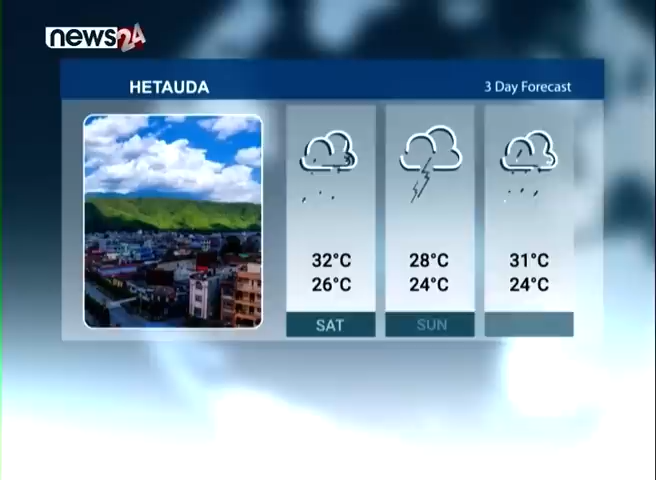 news24
HETAUDA
3 Day Forecast
32°C
26°C
SAT
28°C
24°C
SUN
31°C
24°C